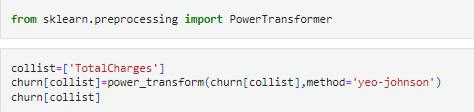 from sklearn.preprocessing import PowerTransformer
collist=['TotalCharges']
churn[collist]=power_transform(churn[collist],method='yeo-johnson')
churn[collist]